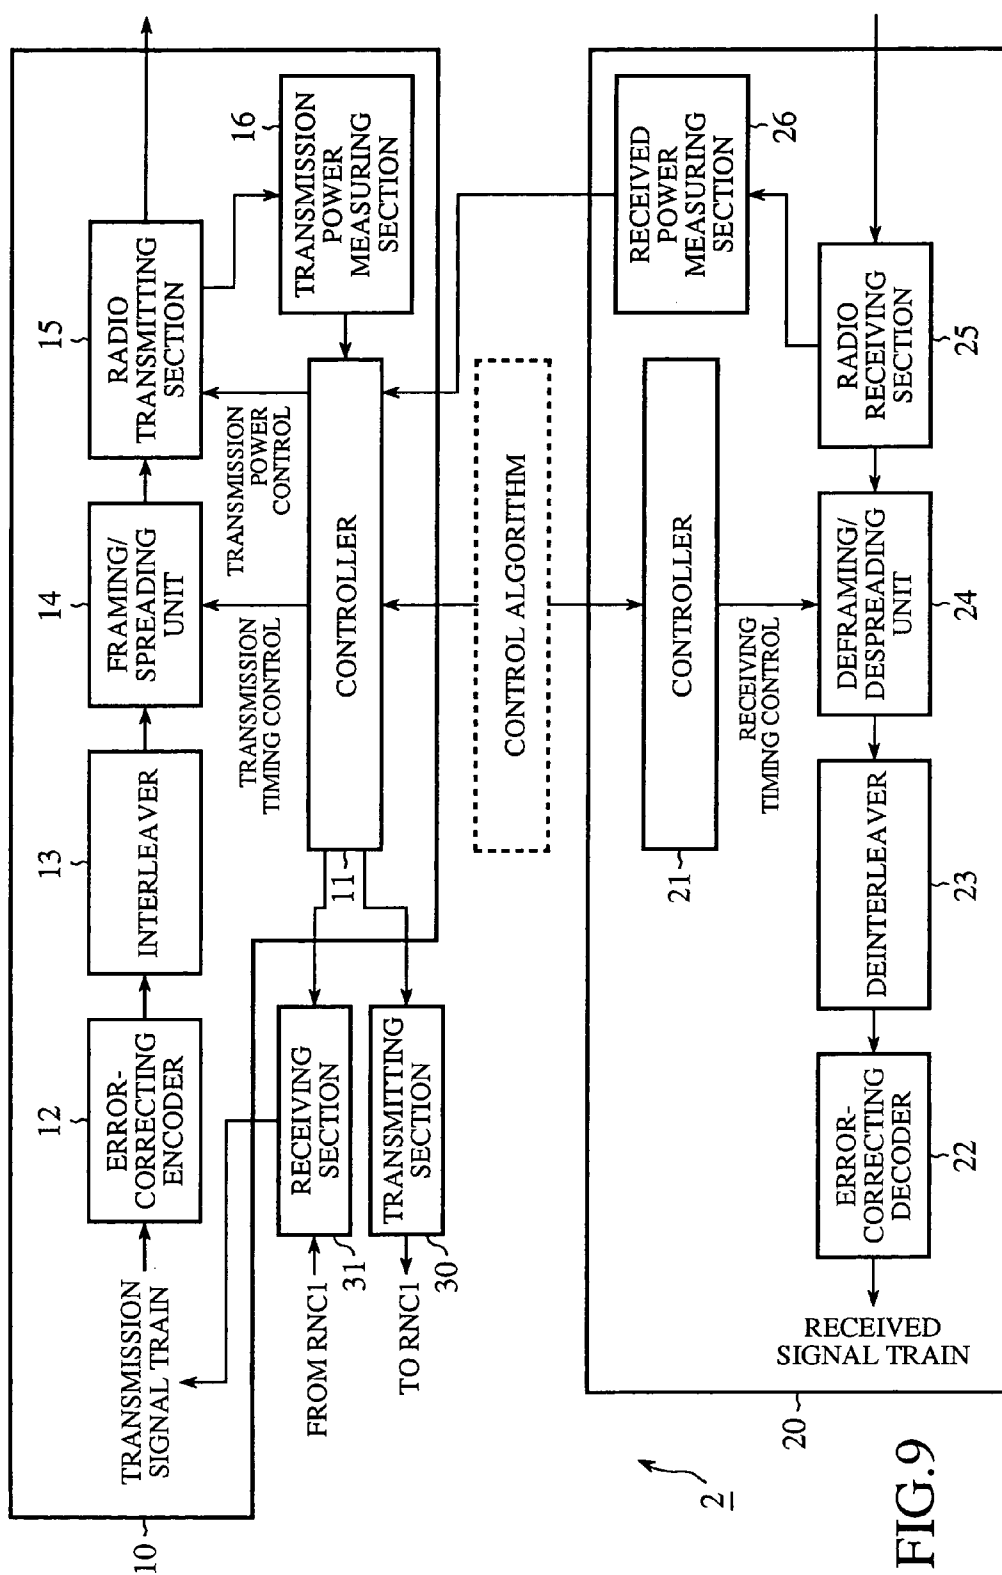 10
TRANSMISSION
SIGNAL TRAIN
12
ERROR-
CORRECTING
ENCODER
13
INTERLEAVER
14
FRAMING/
SPREADING
UNIT
15
RADIO
TRANSMITTING
SECTION
16
TRANSMISSION
POWER
MEASURING
SECTION
TRANSMISSION
TIMING CONTROL
TRANSMISSION
POWER
CONTROL
11
CONTROLLER
FROM RNC1
31
RECEIVING
SECTION
TO RNC1
30
TRANSMITTING
SECTION
CONTROL ALGORITHM
2
20
21
CONTROLLER
RECEIVED
POWER
MEASURING
SECTION
26
RECEIVING
TIMING CONTROL
RECEIVED
SIGNAL TRAIN
ERROR-
CORRECTING
DECODER
22
DEINTERLEAVER
23
DEFRAMING/
DESPREADING
UNIT
24
RADIO
RECEIVING
SECTION
25
FIG.9